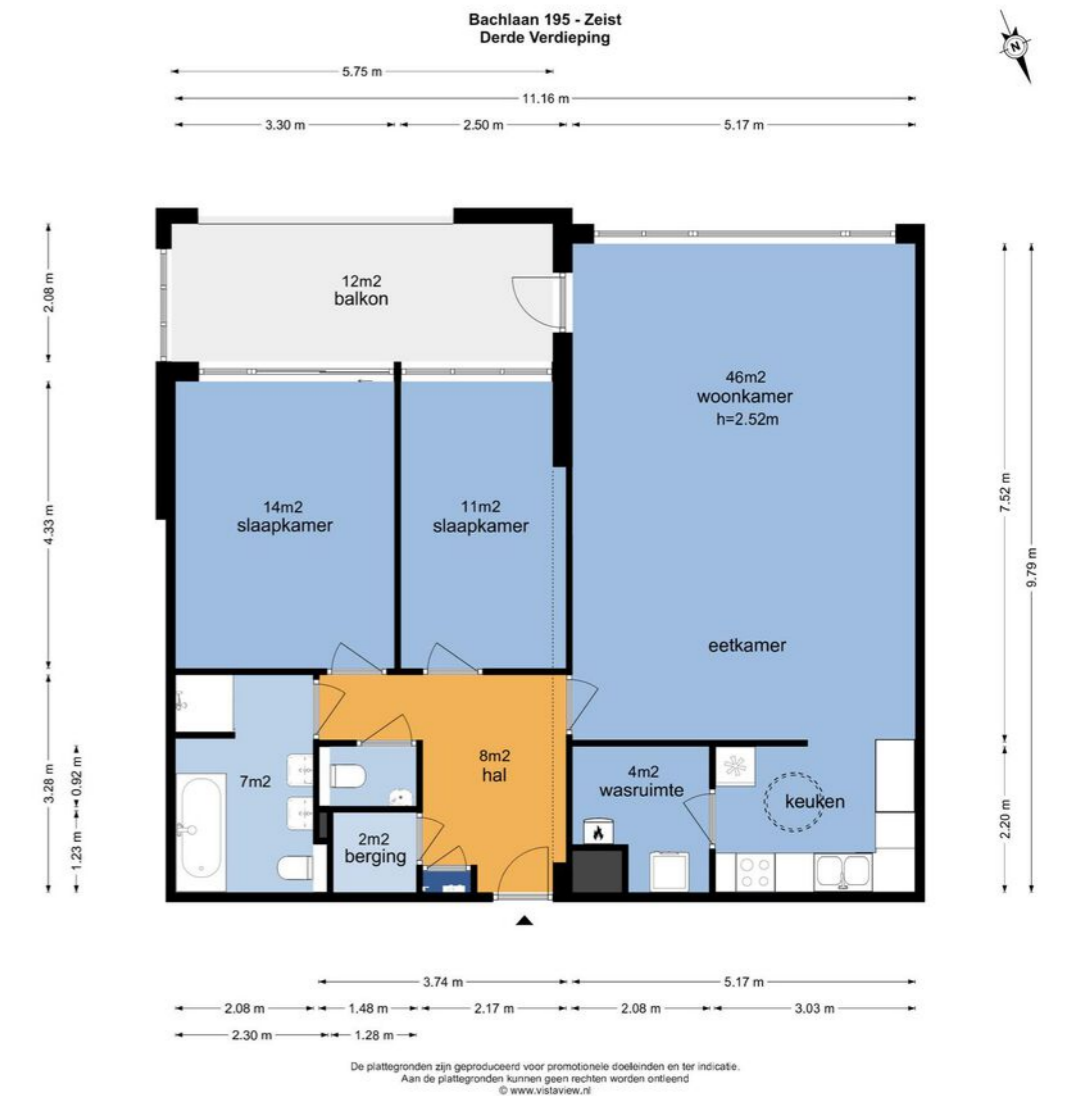 Bachlaan 195 - Zeist
Derde Verdieping
N
5.75 m
11.16 m
3.30 m
2.50 m
5.17 m
2.08 m
4.33 m
3.28 m
0.92 m
1.23 m
12m2
balkon
46m2
woonkamer
h=2.52m
14m2
slaapkamer
11m2
slaapkamer
eetkamer
7.52 m
9.79 m
2.20 m
8m2
hal
7m2
4m2
wasruimte
keuken
2m2
berging
3.74 m
5.17 m
2.08 m
1.48 m
2.17 m
2.08 m
3.03 m
2.30 m
1.28 m
De plattegronden zijn geproduceerd voor promotionele doeleinden en ter indicatie.
Aan de plattegronden kunnen geen rechten worden ontleend
© www.vistaview.nl